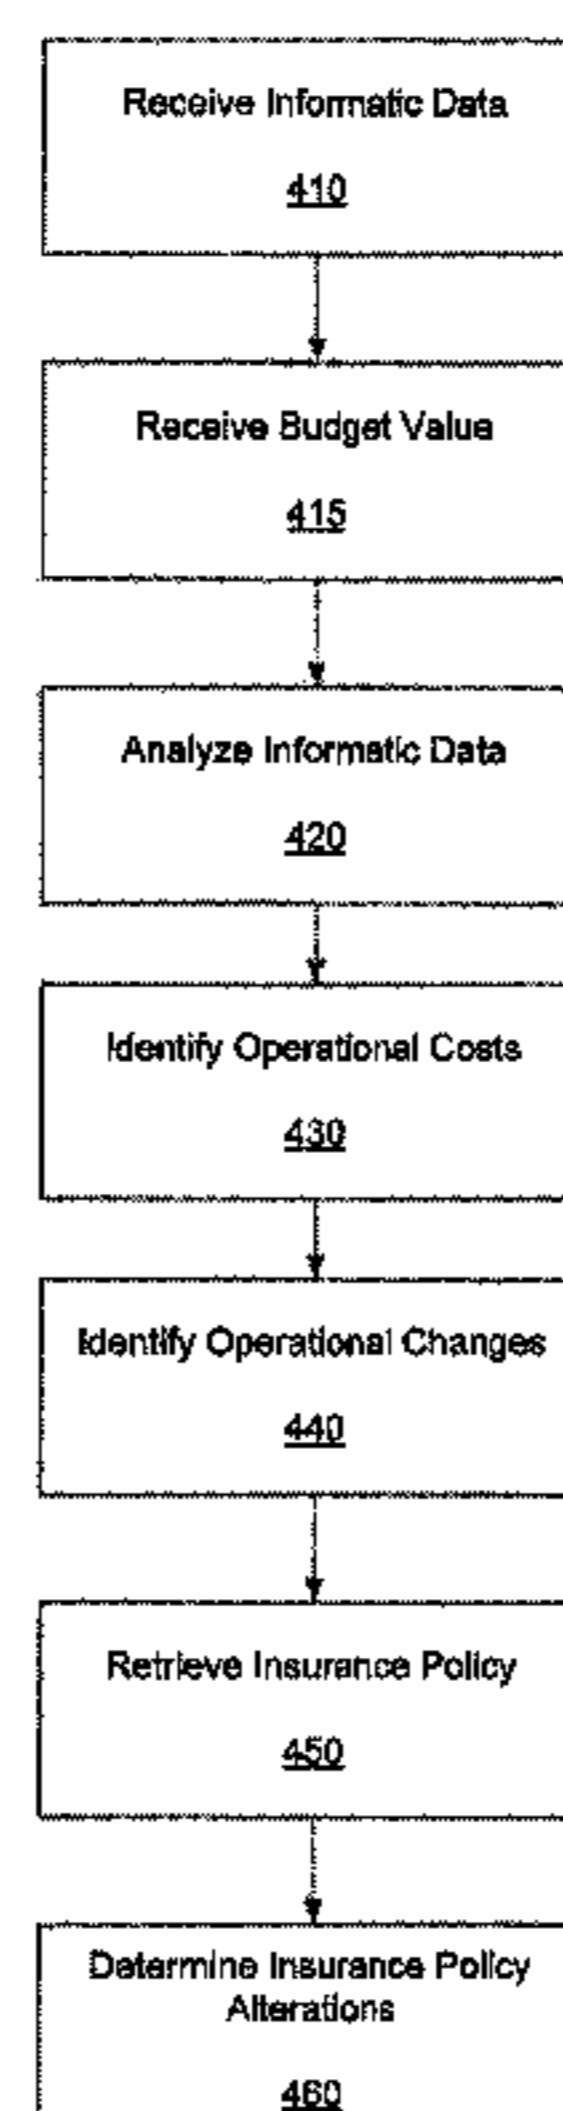 Receive Informatic Data
410
Receive Budget Value
415
Analyze Informatic Data
420
Identify Operational Costs
430
Identify Operational Changes
440
Retrieve Insurance Policy
450
Determine Insurance Policy
Alterations
460